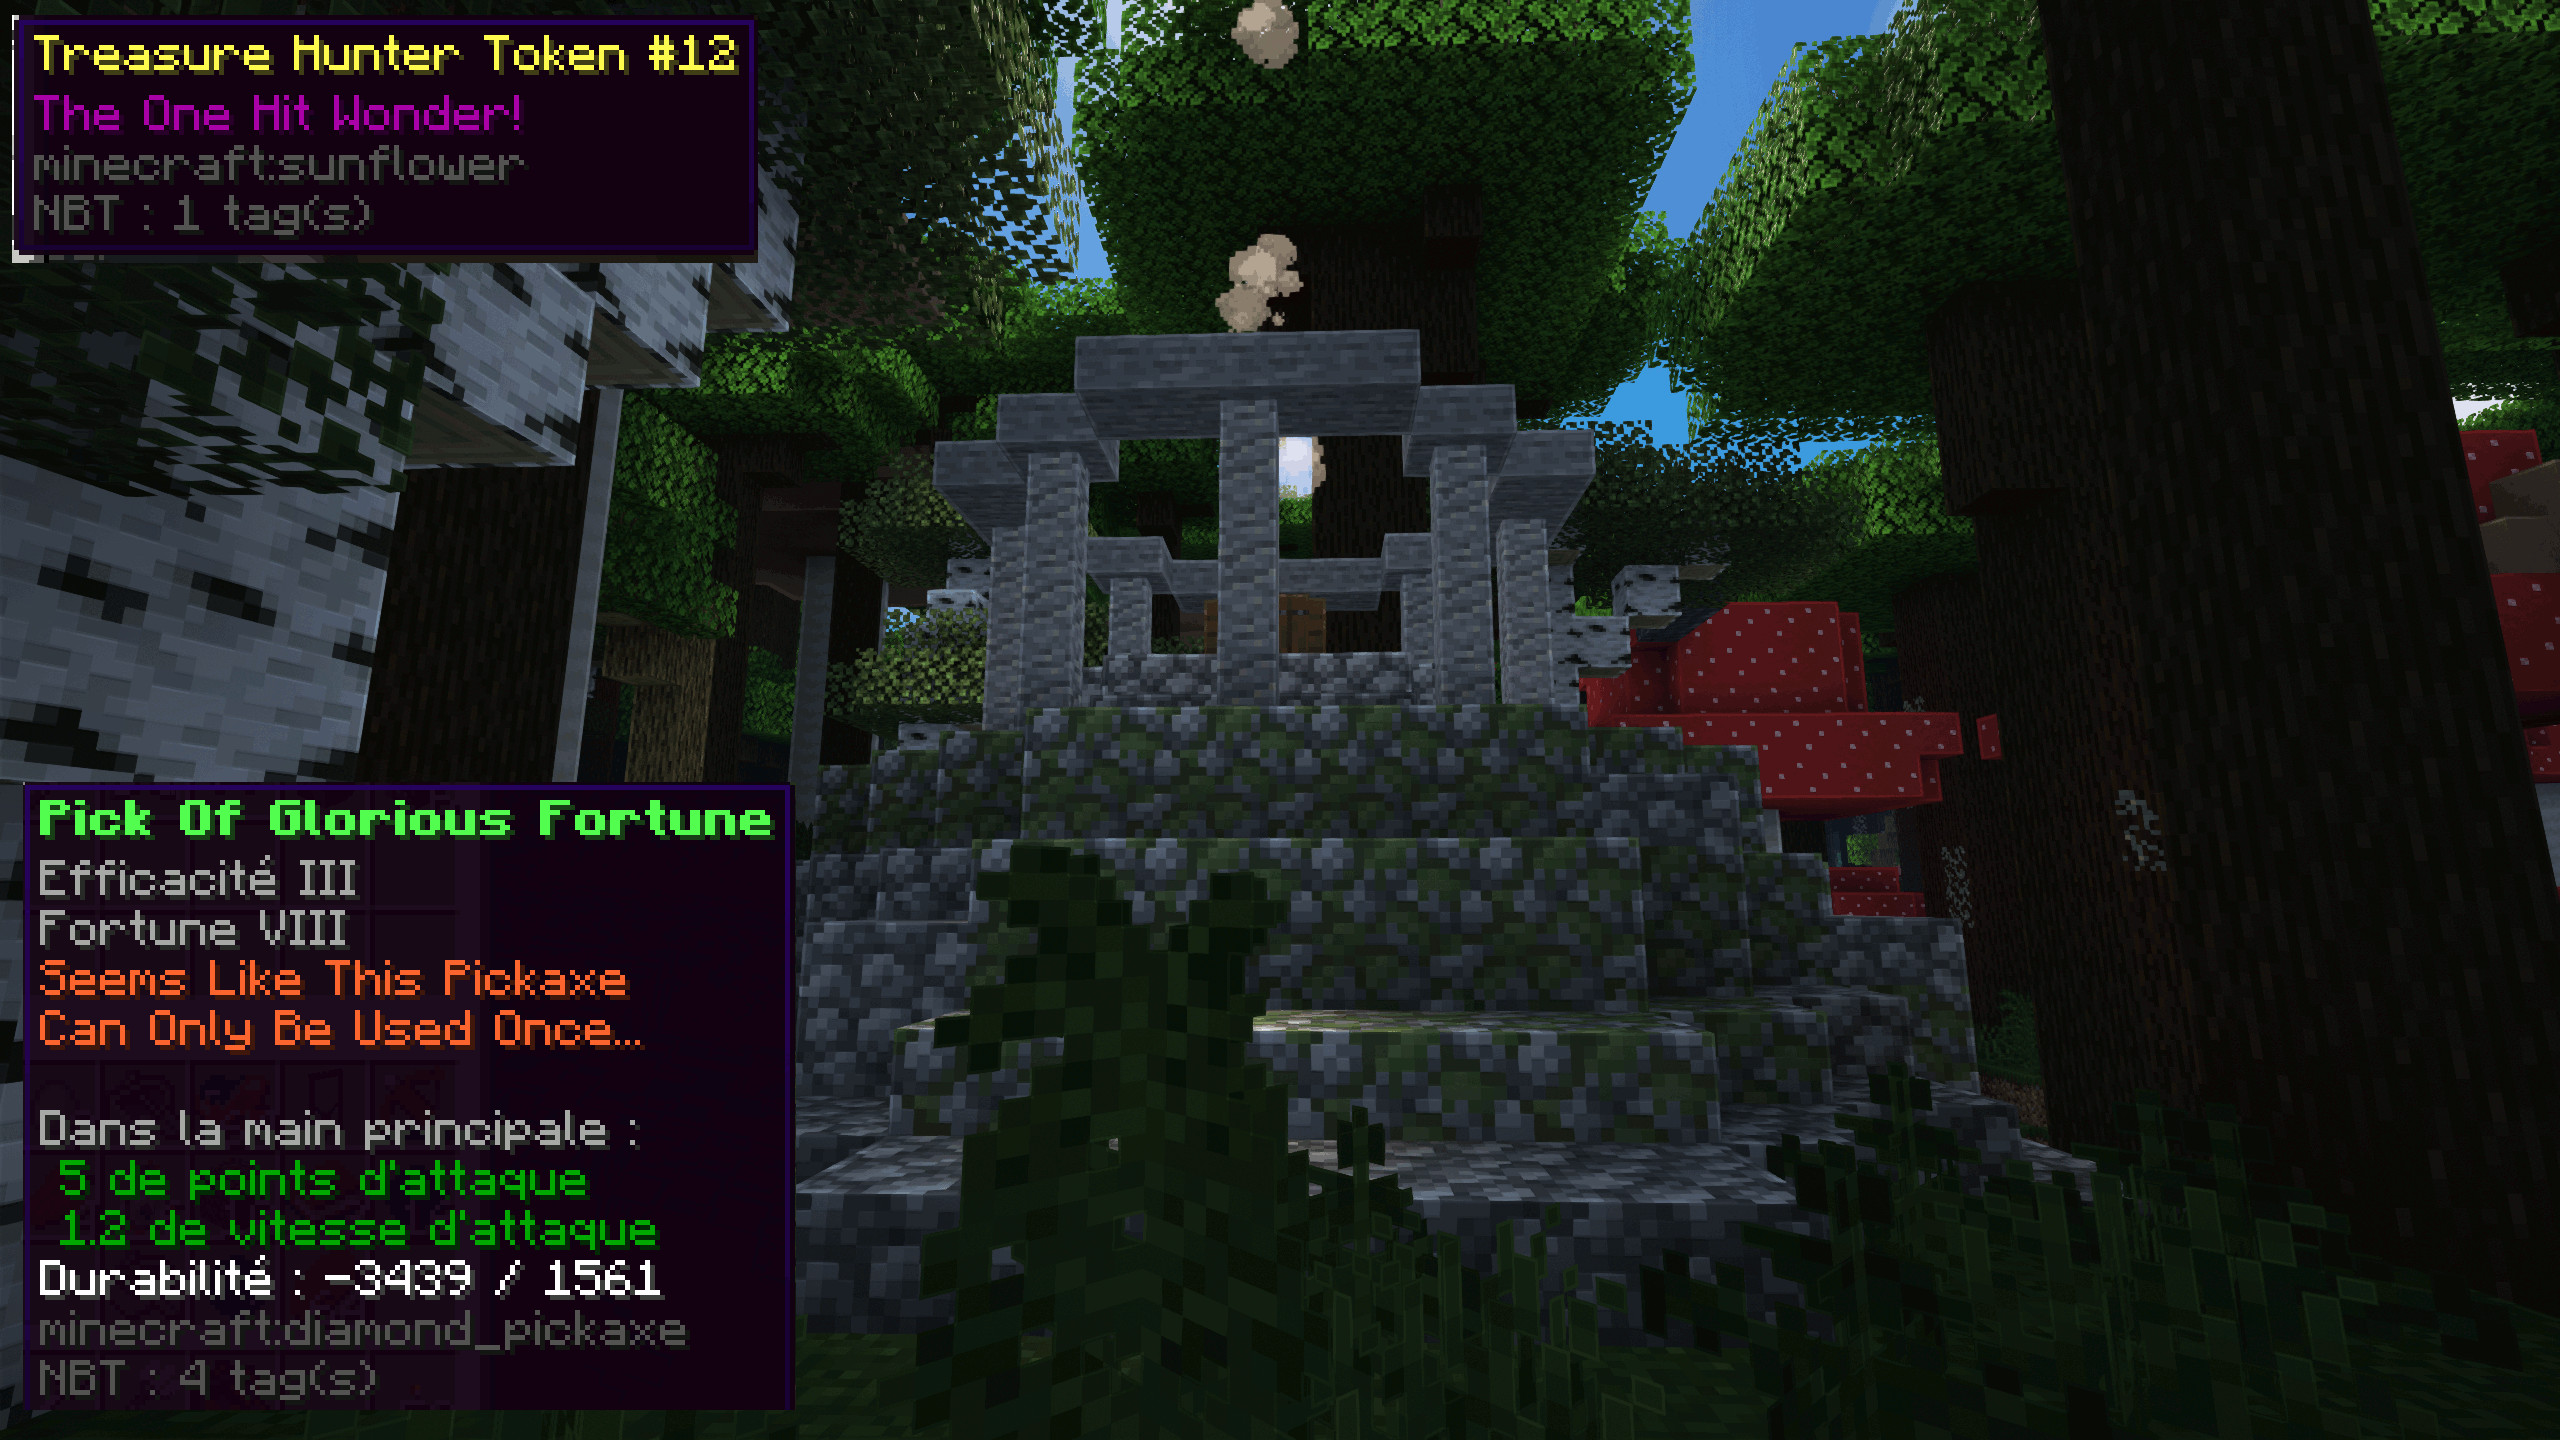 Treasure Hunter Token #12
The One Hit Wonder!
minecraft:sunflower
NBT : 1 tag(s)
Pick Of Glorious Fortune
Efficacité III
Fortune VIII
Seems Like This Pickaxe
Can Only Be Used Once...
Dans la main principale :
5 de points d'attaque
1.2 de vitesse d'attaque
Durabilité : -3439 / 1561
minecraft:diamond_pickaxe
NBT : 4 tag(s)